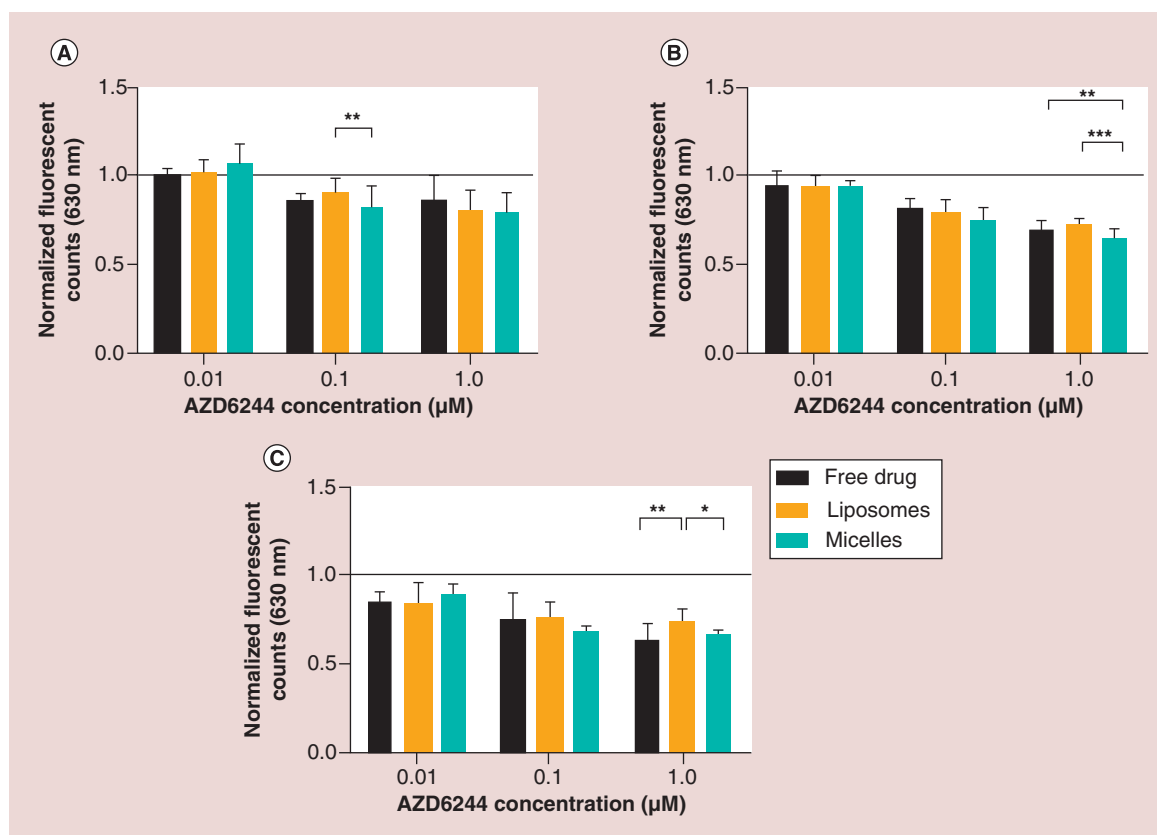 A
1.5
1.0
0.5
0.0
Normalized fluorescent
counts (630 nm)
**
0.01
0.1
1.0
AZD6244 concentration (µM)
B
1.5
1.0
0.5
0.0
Normalized fluorescent
counts (630 nm)
**
***
0.01
0.1
1.0
AZD6244 concentration (µM)
C
1.5
1.0
0.5
0.0
Normalized fluorescent
counts (630 nm)
**
*
0.01
0.1
1.0
AZD6244 concentration (µM)
Free drug
Liposomes
Micelles